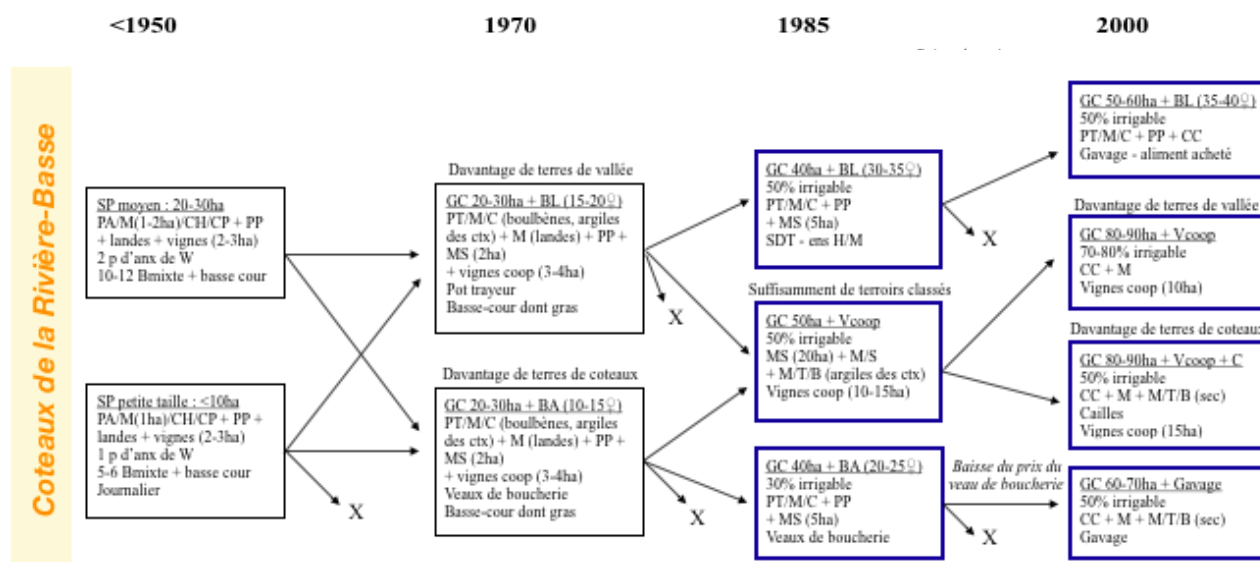 <1950
1970
1985
2000
Coteaux de la Rivière-Basse
SP moyen : 20-30ha
PA/M(1-2ha)/CH/CP + PP
+ landes + vignes (2-3ha)
2 p d'anx de W
10-12 Bmixte + basse cour
SP petite taille : <10ha
PA/M(1ha)/CH/CP + PP +
landes + vignes (2-3ha)
1 p d'anx de W
5-6 Bmixte + basse cour
Journalier
X
Davantage de terres de vallée
GC 20-30ha + BL (15-20♀)
PT/M/C (boulbènes, argiles
des ctx) + M (landes) + PP +
MS (2ha)
+ vignes coop (3-4ha)
Pot trayeur
Basse-cour dont gras
X
Davantage de terres de coteaux
GC 20-30ha + BA (10-15♀)
PT/M/C (boulbènes, argiles
des ctx) + M (landes) + PP +
MS (2ha)
+ vignes coop (3-4ha)
Veaux de boucherie
Basse-cour dont gras
X
GC 40ha + BL (30-35♀)
50% irrigable
PT/M/C + PP
+ MS (5ha)
SDT - ens H/M
X
Suffisamment de terroirs classés
GC 50ha + Vcoop
50% irrigable
MS (20ha) + M/S
+ M/T/B (argiles des ctx)
Vignes coop (10-15ha)
GC 40ha + BA (20-25♀)
30% irrigable
PT/M/C + PP
+ MS (5ha)
Veaux de boucherie
Baisse du prix du
veau de boucherie
X
GC 50-60ha + BL (35-40♀)
50% irrigable
PT/M/C + PP + CC
Gavage - aliment acheté
Davantage de terres de vallée
GC 80-90ha + Vcoop
70-80% irrigable
CC + M
Vignes coop (10ha)
Davantage de terres de coteaux
GC 80-90ha + Vcoop + C
50% irrigable
CC + M + M/T/B (sec)
Cailles
Vignes coop (15ha)
GC 60-70ha + Gavage
50% irrigable
CC + M + M/T/B (sec)
Gavage